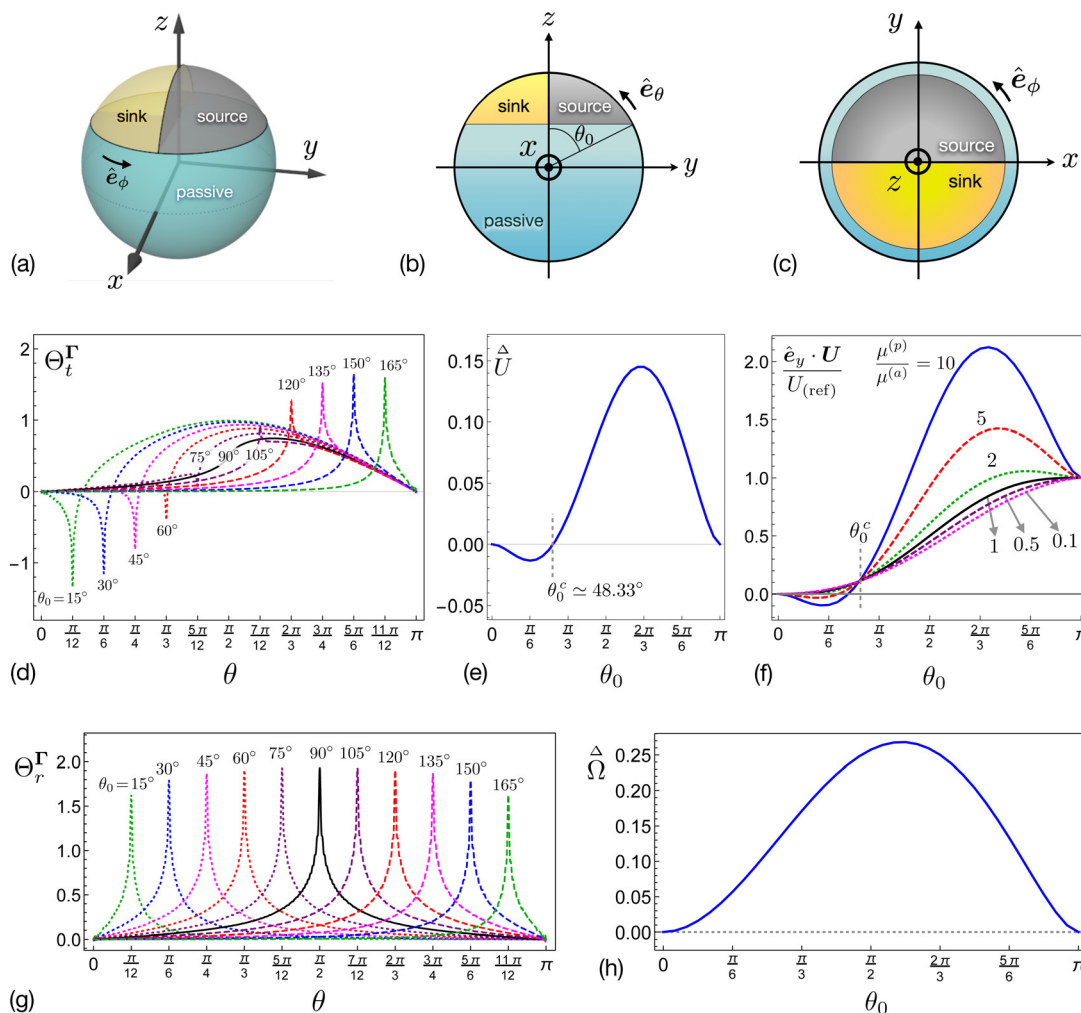 z
sink
source
y
ê_ϕ
passive
x
(a)
z
sink
source
ê_θ
θ_0
x
y
passive
(b)
y
ê_ϕ
source
x
z
sink
(c)
Θ_t^Γ
2
1
0
−1
75°
90°
105°
120°
135°
150°
165°
60°
45°
30°
θ_0=15°
0 π/12 π/6 π/4 π/3 5π/12 π/2 7π/12 2π/3 3π/4 5π/6 11π/12 π
(d)
θ
Û
0.15
0.10
0.05
0.00
−0.05
θ_0^c ≃ 48.33°
0 π/6 π/3 π/2 2π/3 5π/6 π
(e)
θ_0
ê_y · U / U_(ref)
μ^(p) / μ^(a) = 10
2.0
1.5
1.0
0.5
0.0
5
2
θ_0^c
1 0.5 0.1
0 π/6 π/3 π/2 2π/3 5π/6 π
(f)
θ_0
Θ_r^Γ
2.0
1.5
1.0
0.5
0.0
θ_0=15° 30° 45° 60° 75° 90° 105° 120° 135° 150° 165°
0 π/12 π/6 π/4 π/3 5π/12 π/2 7π/12 2π/3 3π/4 5π/6 11π/12 π
(g)
θ
Δ
Ω
0.25
0.20
0.15
0.10
0.05
0.00
0 π/6 π/3 π/2 2π/3 5π/6 π
(h)
θ_0